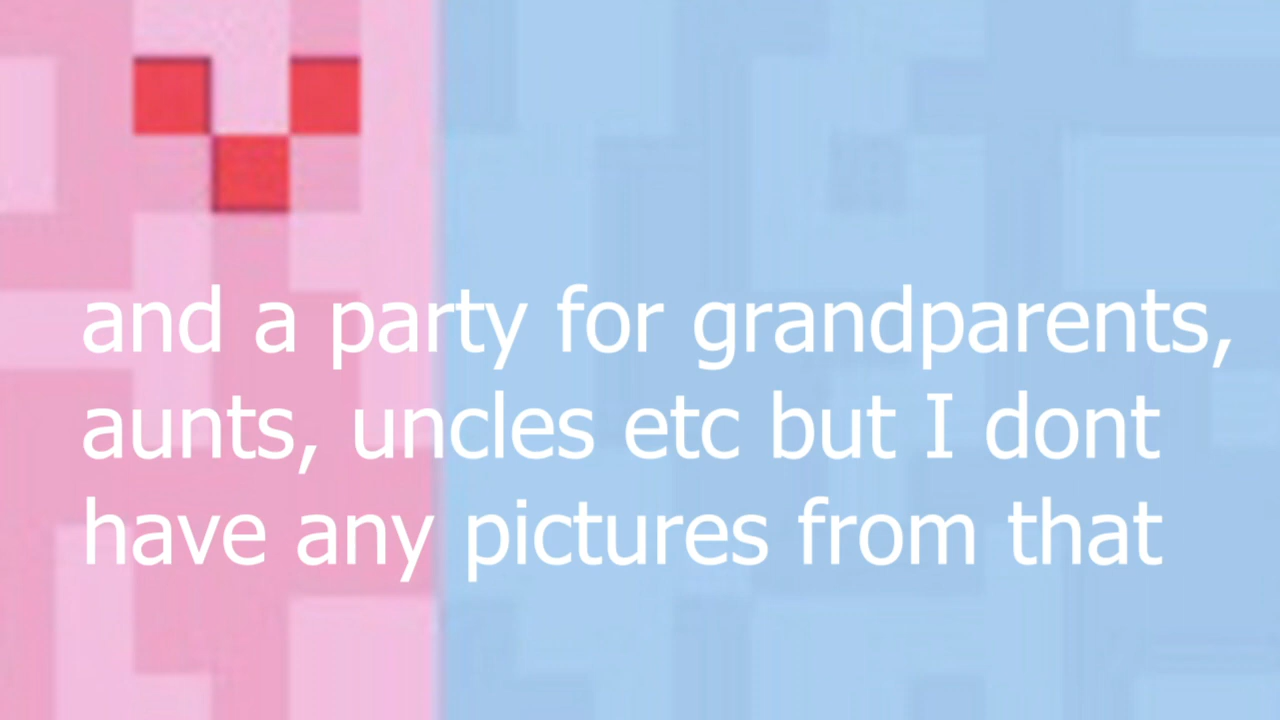 and a party for grandparents,
aunts, uncles etc but I dont
have any pictures from that